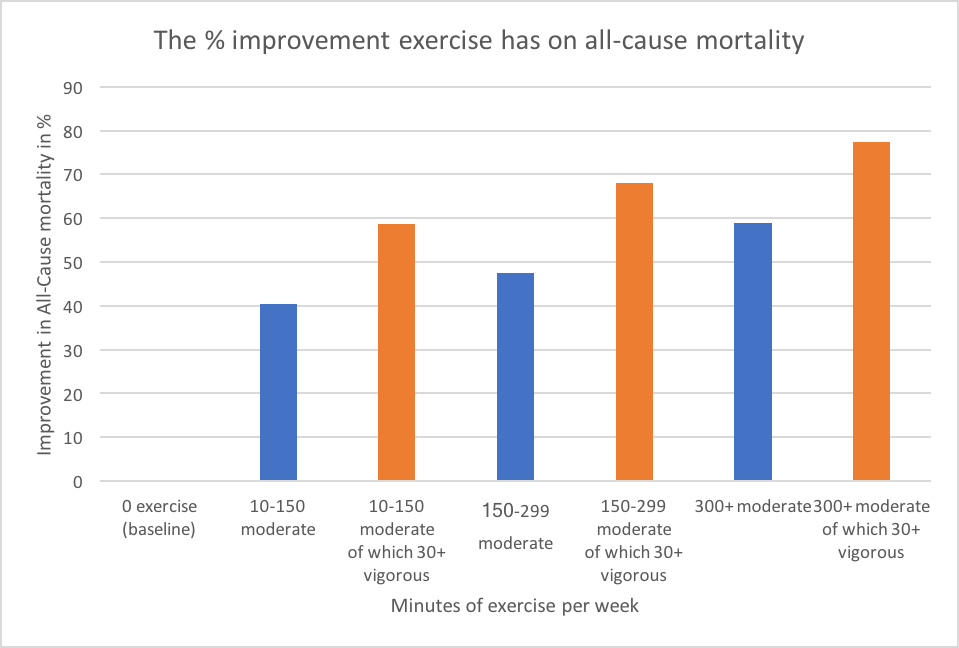 The % improvement exercise has on all-cause mortality
Improvement in All-Cause mortality in %
90
80
70
60
50
40
30
20
10
0
0 exercise
(baseline)
10-150
moderate
10-150
moderate
of which 30+
vigorous
150-299
moderate
150-299
moderate
of which 30+
vigorous
300+ moderate
300+ moderate
of which 30+
vigorous
Minutes of exercise per week